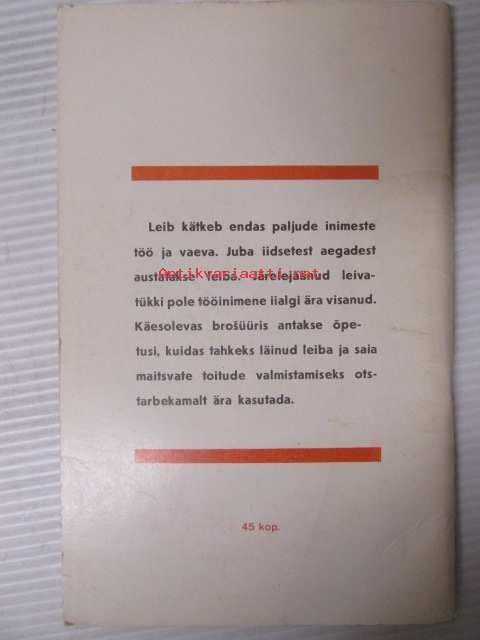 Leib kätkeb endas paljude inimeste
töö ja vaeva. Juba iidsetest aegadest
austatakse leiba. Järelejäänud leiva-
Antikvariaatti.net
tükki pole tööinimene iialgi ära visanud.
Käesolevas brošüüris antakse õpe-
tusi, kuidas tahkeks läinud leiba ja saia
maitsvate toitude valmistamiseks ots-
tarbekamalt ära kasutada.
45 kop.